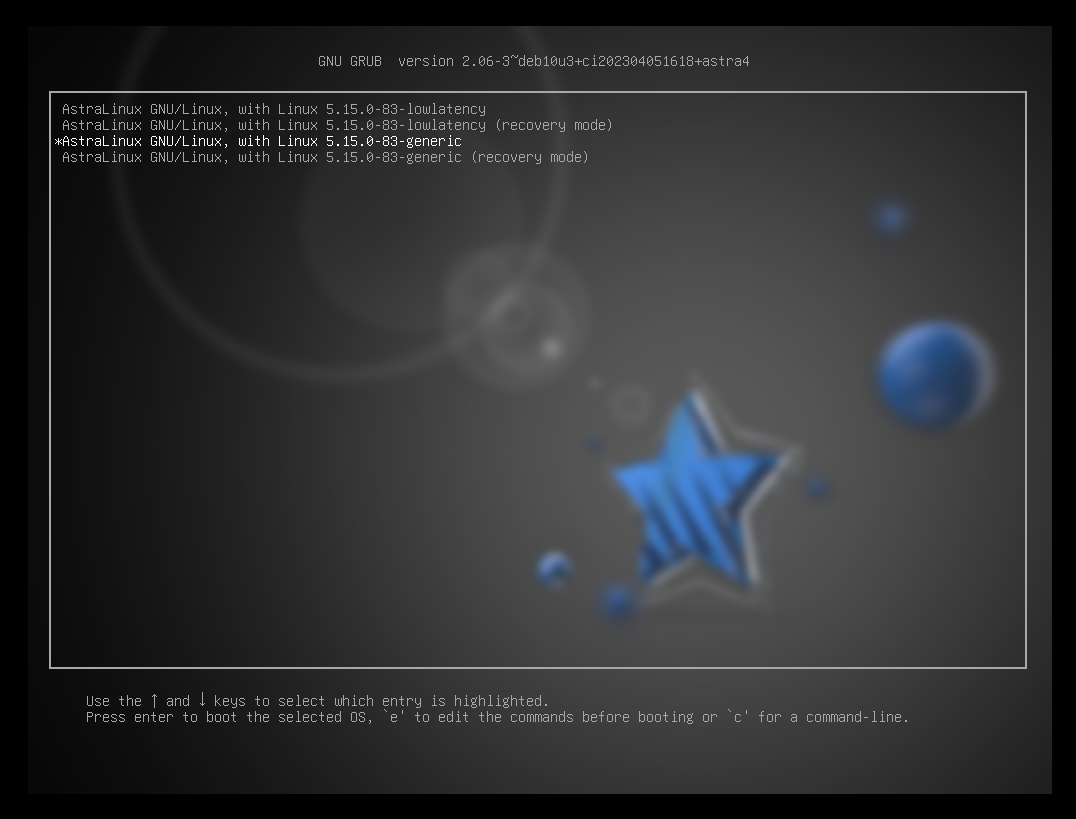 GNU GRUB  version 2.06-3~deb10u3+ci202304051618+astra4
AstraLinux GNU/Linux, with Linux 5.15.0-83-lowlatency
AstraLinux GNU/Linux, with Linux 5.15.0-83-lowlatency (recovery mode)
*AstraLinux GNU/Linux, with Linux 5.15.0-83-generic
AstraLinux GNU/Linux, with Linux 5.15.0-83-generic (recovery mode)
Use the ↑ and ↓ keys to select which entry is highlighted.
Press enter to boot the selected OS, `e' to edit the commands before booting or `c' for a command-line.